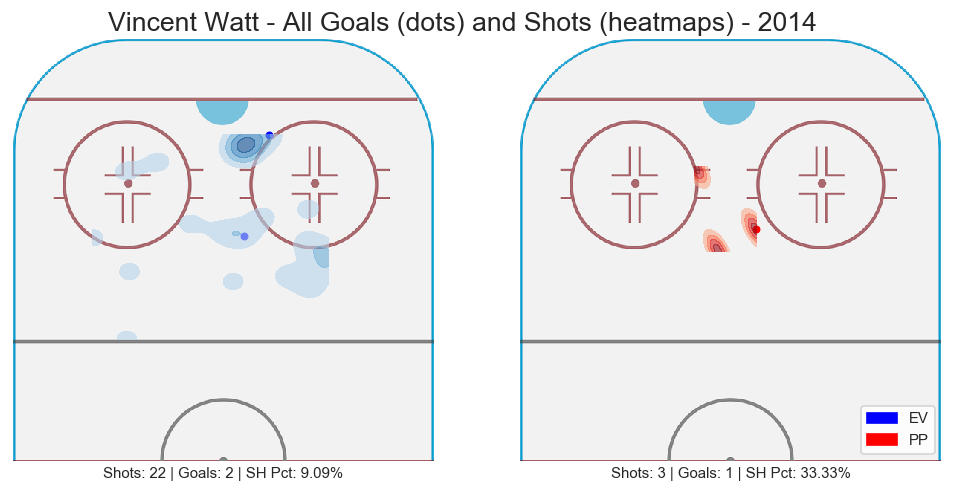 Vincent Watt - All Goals (dots) and Shots (heatmaps) - 2014
EV
PP
Shots: 22 | Goals: 2 | SH Pct: 9.09%
Shots: 3 | Goals: 1 | SH Pct: 33.33%